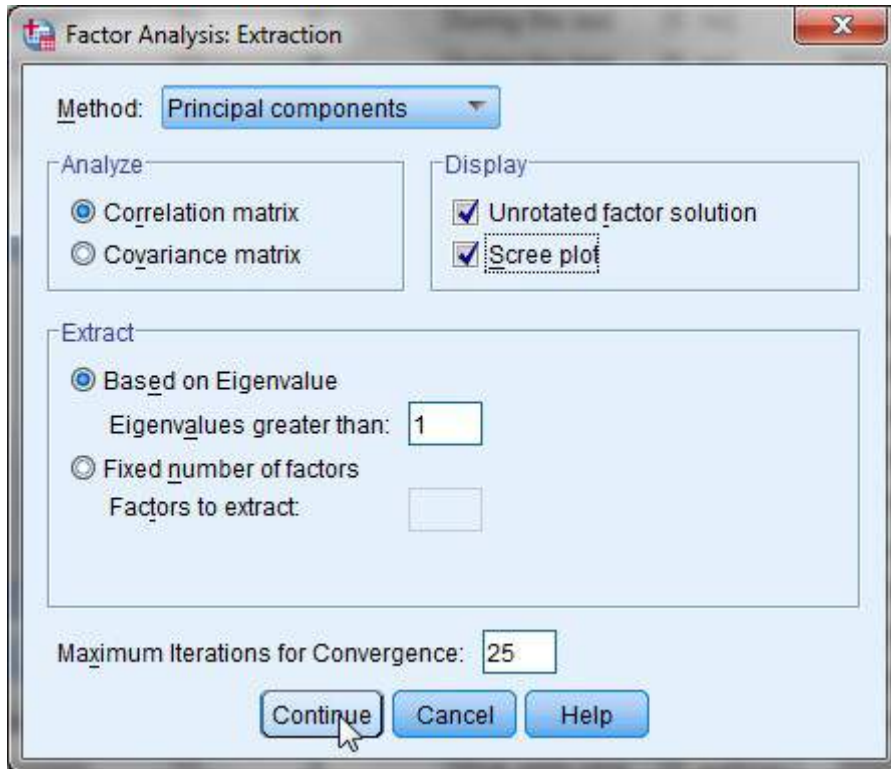 Factor Analysis: Extraction
Method: Principal components
Analyze
Correlation matrix
Covariance matrix
Display
Unrotated factor solution
Scree plot
Extract
Based on Eigenvalue
Eigenvalues greater than: 1
Fixed number of factors
Factors to extract:
Maximum Iterations for Convergence: 25
Continue Cancel Help